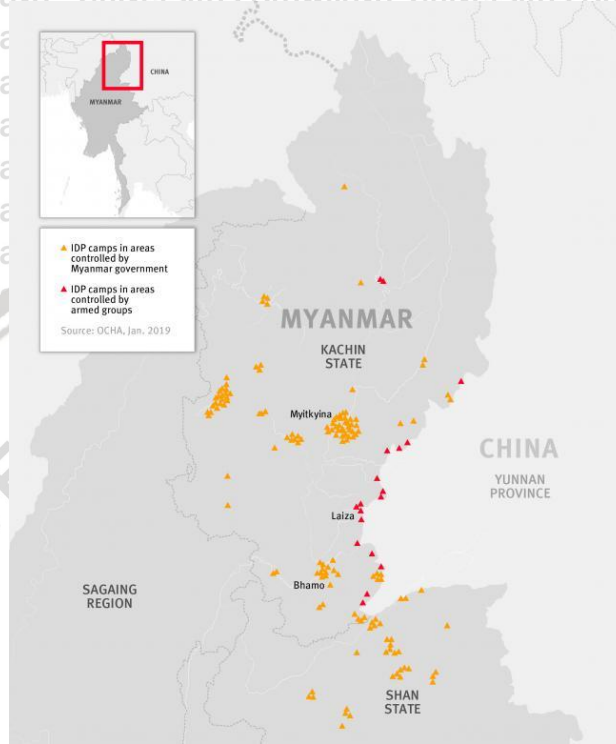 CHINA
MYANMAR
IDP camps in areas
controlled by
Myanmar government
IDP camps in areas
controlled by
armed groups
Source: OCHA, Jan. 2019
MYANMAR
KACHIN
STATE
Myitkyina
CHINA
YUNNAN
PROVINCE
Laiza
SAGAING
REGION
Bhamo
SHAN
STATE